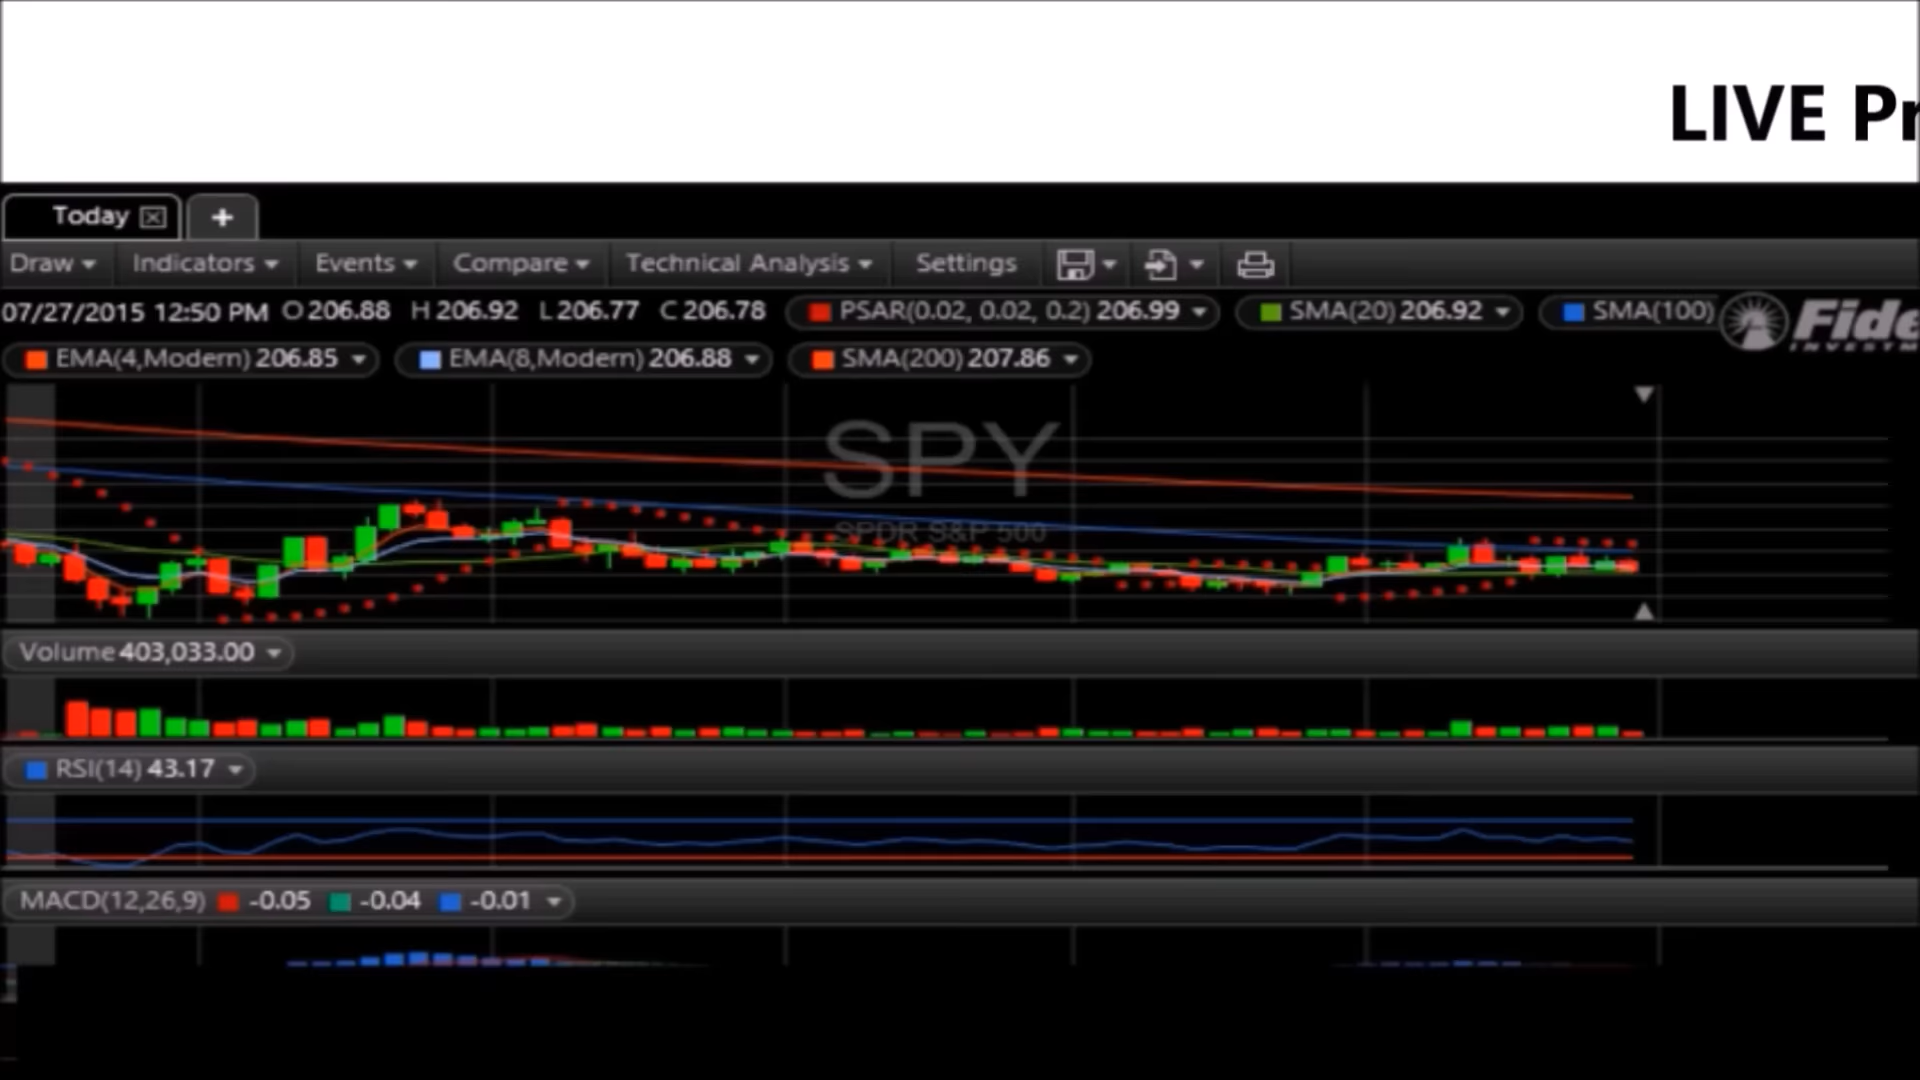 LIVE Pr
Today
+
Draw Indicators Events Compare Technical Analysis Settings
07/27/2015 12:50 PM O 206.88 H 206.92 L 206.77 C 206.78 PSAR(0.02, 0.02, 0.2) 206.99 SMA(20) 206.92 SMA(100) Fide
INVESTM
EMA(4,Modern) 206.85 EMA(8,Modern) 206.88 SMA(200) 207.86
SPY
SPDR S&P 500
Volume 403,033.00
RSI(14) 43.17
MACD(12,26,9) -0.05 -0.04 -0.01